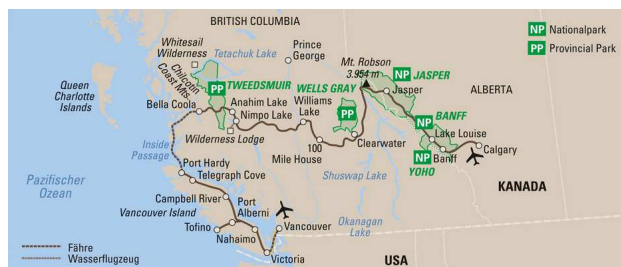 BRITISH COLUMBIA
NP Nationalpark
PP Provincial Park
Whitesail
Wilderness
Tetachuk Lake
Prince
George
Mt. Robson
3.954 m
NP JASPER
Jasper
ALBERTA
Queen
Charlotte
Islands
Chilcotin
Coast Mts.
PP TWEEDSMUIR
WELLS GRAY
PP
Bella Coola
Anahim Lake
Nimpo Lake
Williams
Lake
Wilderness Lodge
NP BANFF
Lake Louise
Calgary
Banff
NP
YOHO
Clearwater
100
Mile House
Inside
Passage
Port Hardy
Telegraph Cove
Shuswap Lake
KANADA
Pazifischer
Ozean
Campbell River
Port
Alberni
Vancouver Island
Okanagan
Lake
Tofino
Nahaimo
Vancouver
Victoria
USA
Fähre
Wasserflugzeug